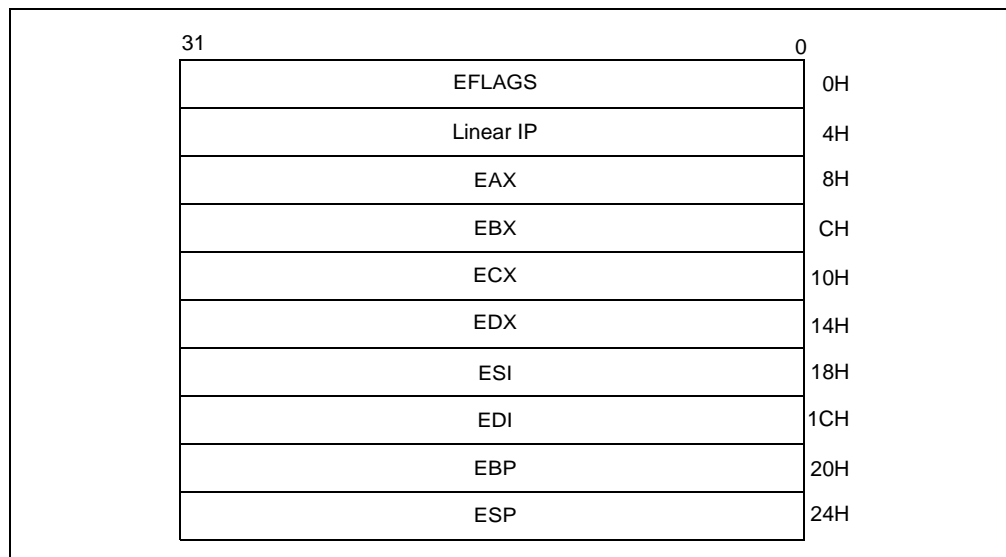 31 0
EFLAGS 0H
Linear IP 4H
EAX 8H
EBX CH
ECX 10H
EDX 14H
ESI 18H
EDI 1CH
EBP 20H
ESP 24H